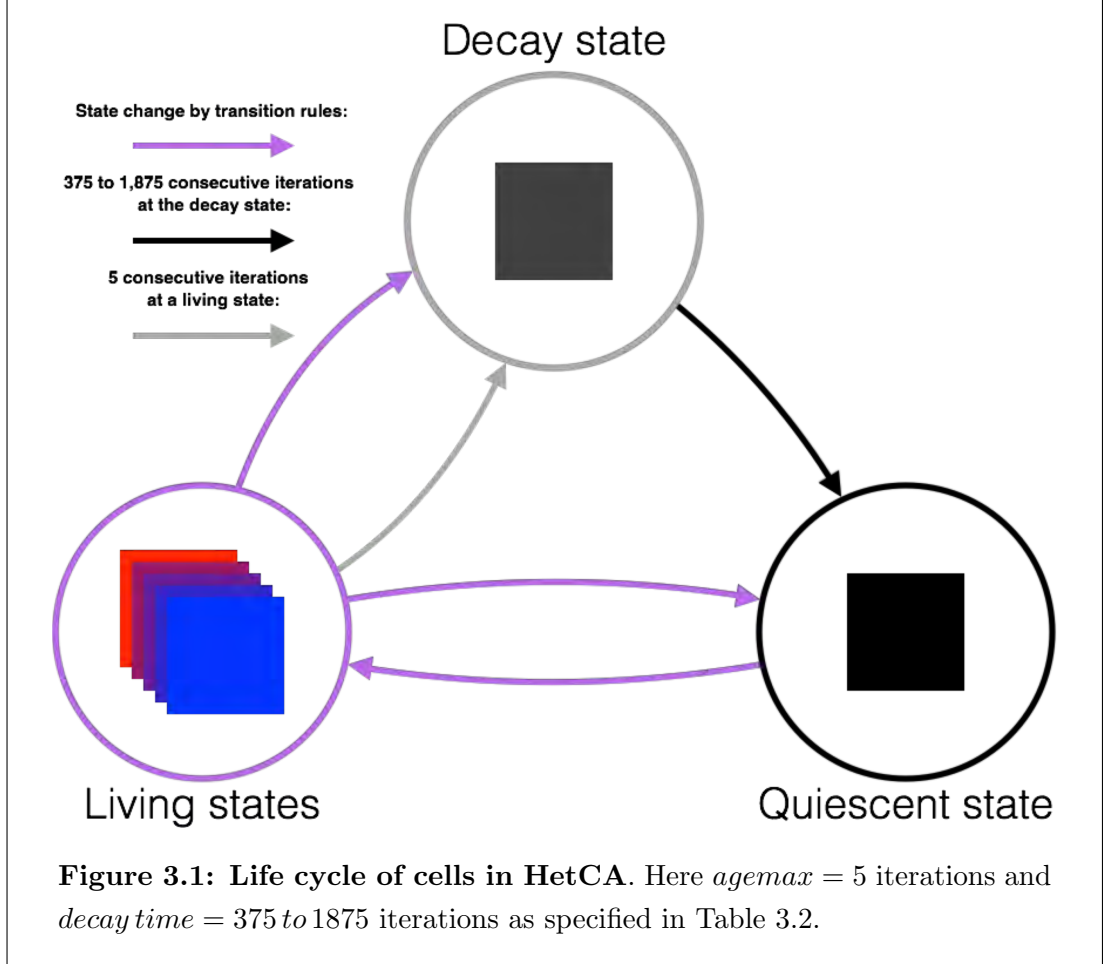 Decay state
State change by transition rules:
375 to 1,875 consecutive iterations
at the decay state:
5 consecutive iterations
at a living state:
Living states
Quiescent state
Figure 3.1: Life cycle of cells in HetCA. Here agemax = 5 iterations and
decay time = 375 to 1875 iterations as specified in Table 3.2.